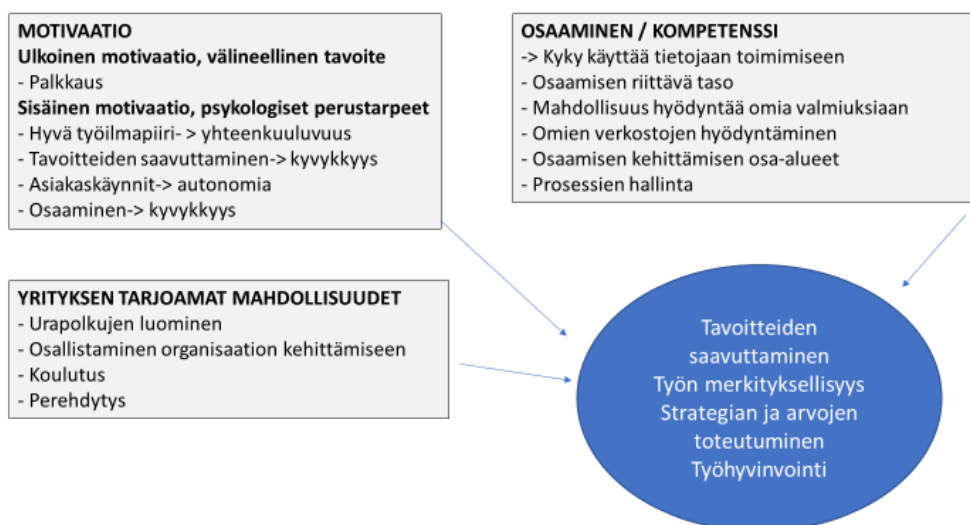 MOTIVAATIO
Ulkoinen motivaatio, välineellinen tavoite
- Palkkaus
Sisäinen motivaatio, psykologiset perustarpeet
- Hyvä työilmapiiri- > yhteenkuuluvuus
- Tavoitteiden saavuttaminen-> kyvykkyys
- Asiakaskäynnit-> autonomia
- Osaaminen-> kyvykkyys
OSAAMINEN / KOMPETENSSI
-> Kyky käyttää tietojaan toimimiseen
- Osaamisen riittävä taso
- Mahdollisuus hyödyntää omia valmiuksiaan
- Omien verkostojen hyödyntäminen
- Osaamisen kehittämisen osa-alueet
- Prosessien hallinta
YRITYKSEN TARJOAMAT MAHDOLLISUUDET
- Urapolkujen luominen
- Osallistaminen organisaation kehittämiseen
- Koulutus
- Perehdytys
Tavoitteiden
saavuttaminen
Työn merkityksellisyys
Strategian ja arvojen
toteutuminen
Työhyvinvointi